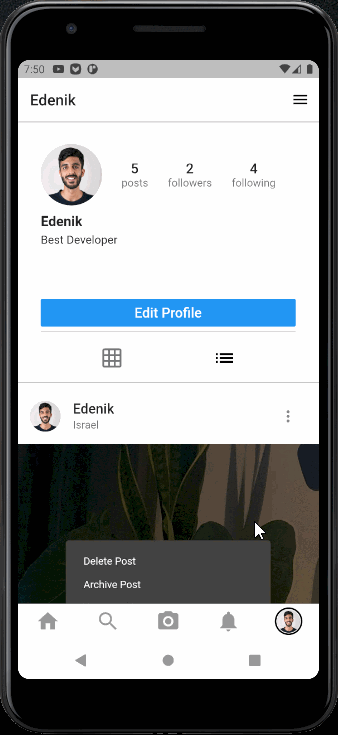 7:50
Edenik
5 2 4
posts followers following
Edenik
Best Developer
Edit Profile
Edenik
Israel
Delete Post
Archive Post